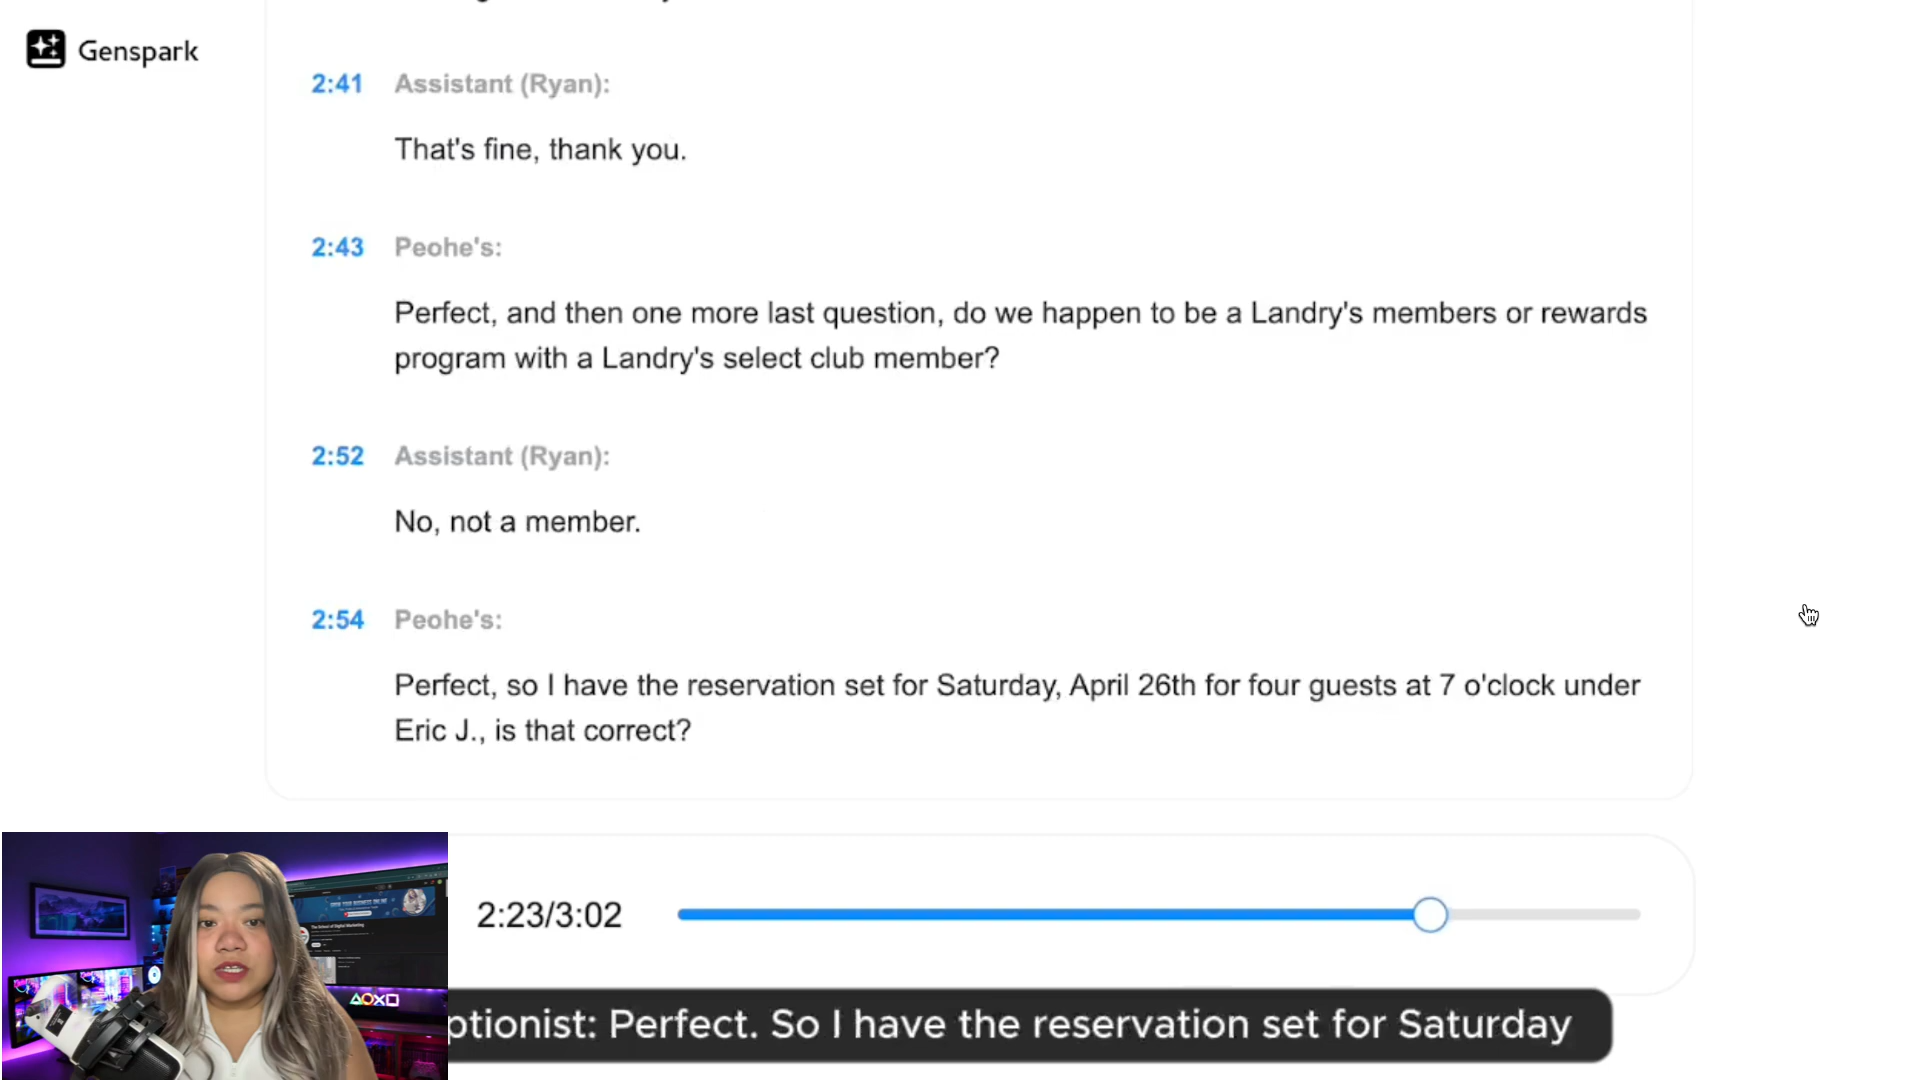 Genspark
2:41 Assistant (Ryan):
That's fine, thank you.
2:43 Peohe's:
Perfect, and then one more last question, do we happen to be a Landry's members or rewards
program with a Landry's select club member?
2:52 Assistant (Ryan):
No, not a member.
2:54 Peohe's:
Perfect, so I have the reservation set for Saturday, April 26th for four guests at 7 o'clock under
Eric J., is that correct?
2:23/3:02
ptionist: Perfect. So I have the reservation set for Saturday